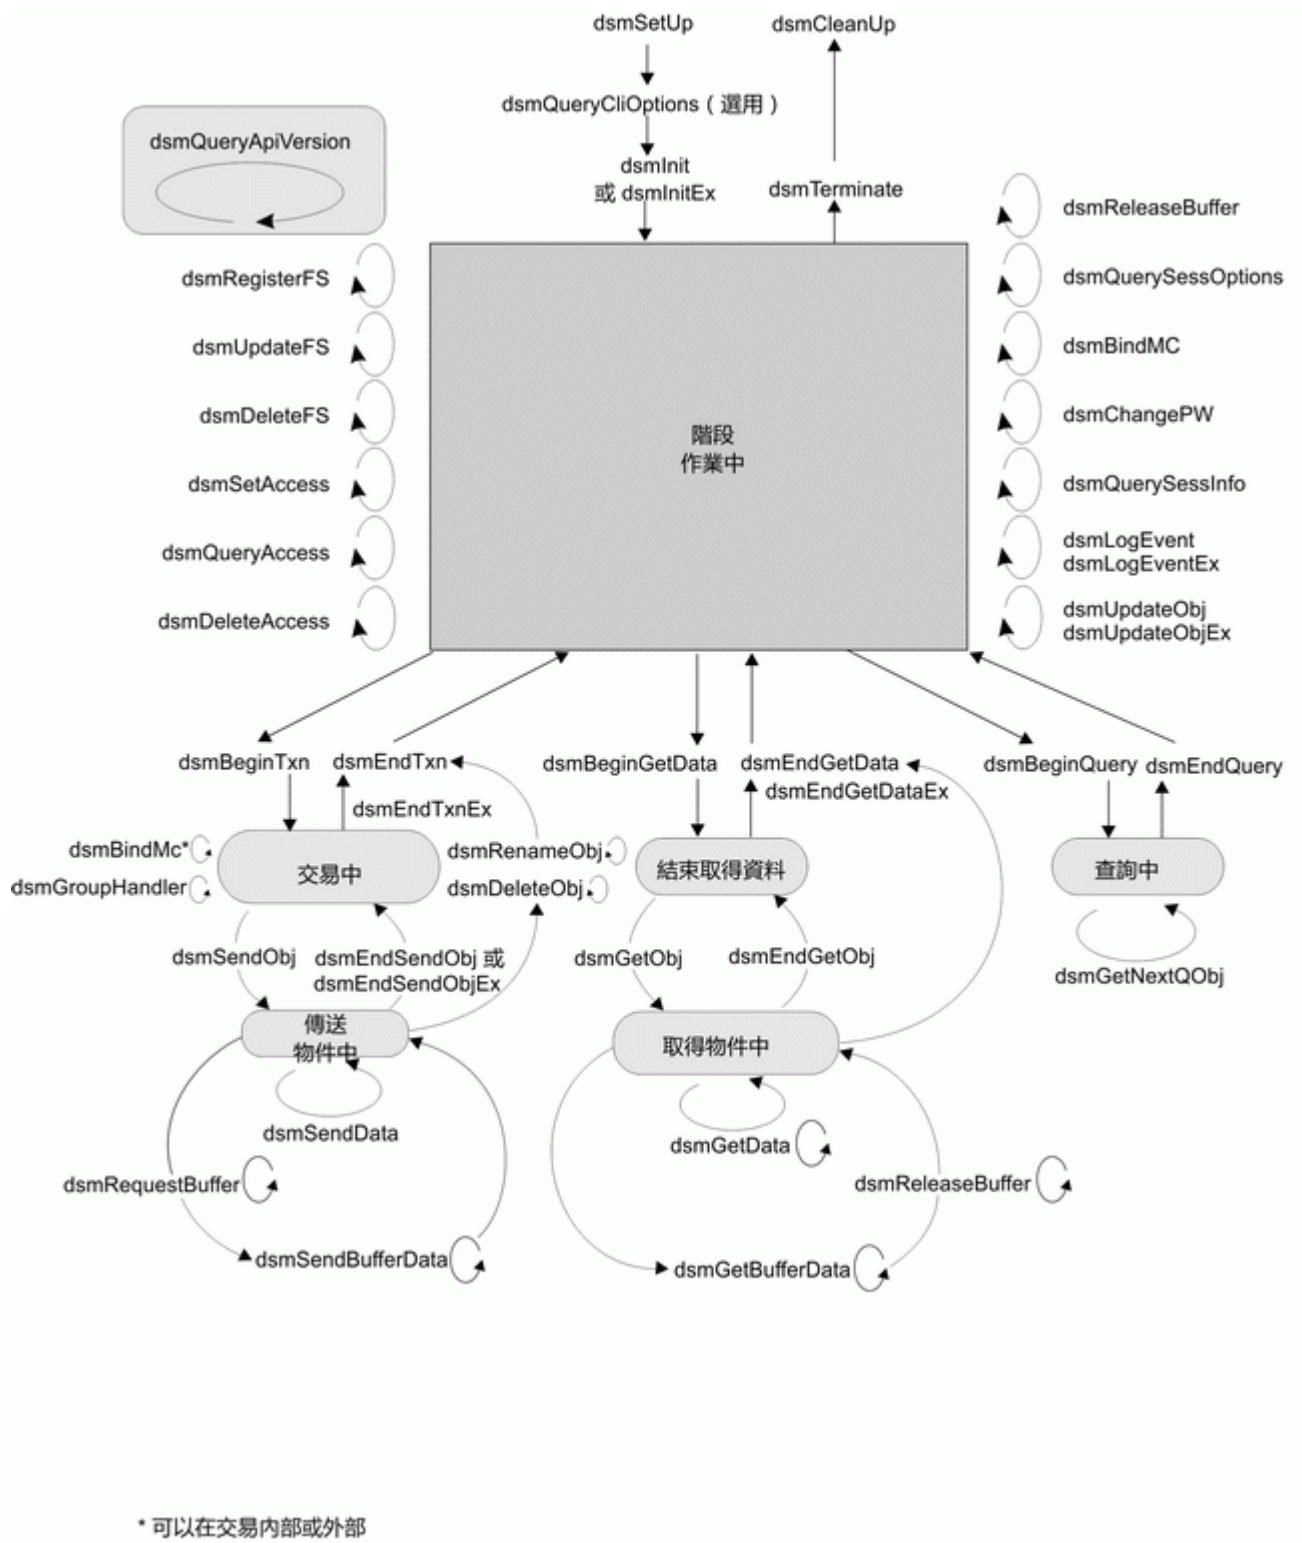 dsmSetUp
dsmCleanUp
dsmQueryCliOptions ( 選用 )
dsmQueryApiVersion
dsmInit
或 dsmInitEx
dsmTerminate
dsmReleaseBuffer
dsmRegisterFS
dsmQuerySessOptions
dsmUpdateFS
dsmBindMC
dsmDeleteFS
dsmChangePW
階段
作業中
dsmSetAccess
dsmQuerySessInfo
dsmQueryAccess
dsmLogEvent
dsmLogEventEx
dsmDeleteAccess
dsmUpdateObj
dsmUpdateObjEx
dsmBeginTxn
dsmEndTxn
dsmBeginGetData
dsmEndGetData
dsmBeginQuery
dsmEndQuery
dsmEndTxnEx
dsmEndGetDataEx
dsmBindMc*
dsmGroupHandler
交易中
dsmRenameObj
dsmDeleteObj
結束取得資料
查詢中
dsmSendObj
dsmEndSendObj 或
dsmEndSendObjEx
dsmGetObj
dsmEndGetObj
dsmGetNextQObj
傳送
物件中
取得物件中
dsmSendData
dsmGetData
dsmRequestBuffer
dsmReleaseBuffer
dsmSendBufferData
dsmGetBufferData
* 可以在交易內部或外部